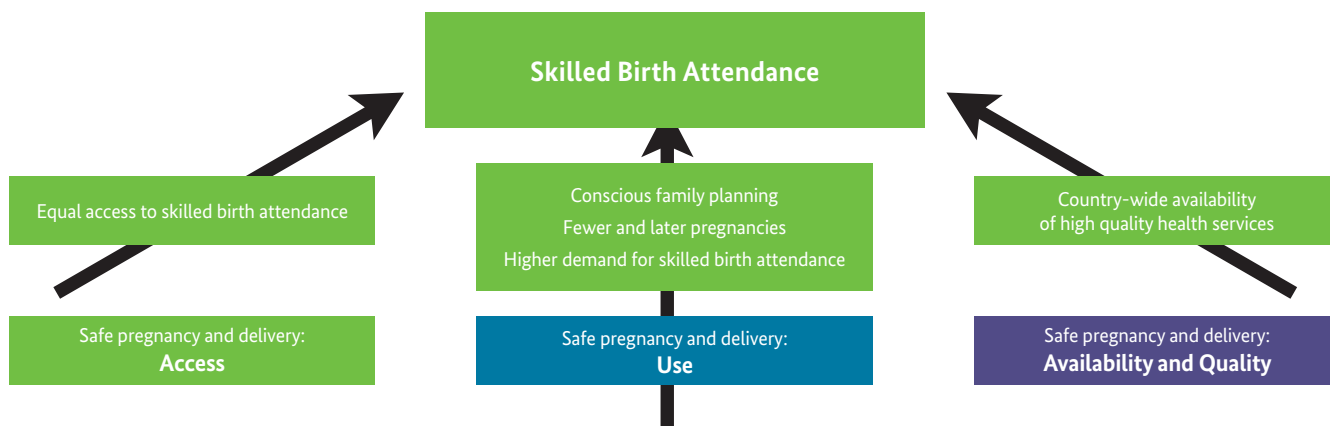 Skilled Birth Attendance
Equal access to skilled birth attendance
Conscious family planning
Fewer and later pregnancies
Higher demand for skilled birth attendance
Country-wide availability
of high quality health services
Safe pregnancy and delivery:
Access
Safe pregnancy and delivery:
Use
Safe pregnancy and delivery:
Availability and Quality